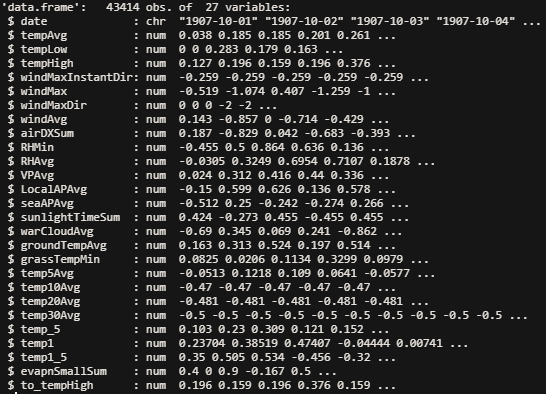 'data.frame':   43414 obs. of  27 variables:
 $ date              : chr  "1907-10-01" "1907-10-02" "1907-10-03" "1907-10-04" ...
 $ tempAvg           : num  0.038 0.185 0.185 0.201 0.261 ...
 $ tempLow           : num  0 0 0.283 0.179 0.163 ...
 $ tempHigh          : num  0.127 0.196 0.159 0.196 0.376 ...
 $ windMaxInstantDir: num  -0.259 -0.259 -0.259 -0.259 -0.259 ...
 $ windMax           : num  -0.519 -1.074 0.407 -1.259 -1 ...
 $ windMaxDir        : num  0 0 0 -2 -2 ...
 $ windAvg           : num  0.143 -0.857 0 -0.714 -0.429 ...
 $ airDXSum          : num  0.187 -0.829 0.042 -0.683 -0.393 ...
 $ RHMin             : num  -0.455 0.5 0.864 0.636 0.136 ...
 $ RHAvg             : num  -0.0305 0.3249 0.6954 0.7107 0.1878 ...
 $ VPAvg             : num  0.024 0.312 0.416 0.44 0.336 ...
 $ LocalAPAvg        : num  -0.15 0.599 0.626 0.136 0.578 ...
 $ seaAPAvg          : num  -0.512 0.25 -0.242 -0.274 0.266 ...
 $ sunlightTimeSum   : num  0.424 -0.273 0.455 -0.455 0.455 ...
 $ warCloudAvg       : num  -0.69 0.345 0.069 0.241 -0.862 ...
 $ groundTempAvg     : num  0.163 0.313 0.524 0.197 0.514 ...
 $ grassTempMin      : num  0.0825 0.0206 0.1134 0.3299 0.0979 ...
 $ temp5Avg          : num  -0.0513 0.1218 0.109 0.0641 -0.0577 ...
 $ temp10Avg         : num  -0.47 -0.47 -0.47 -0.47 -0.47 ...
 $ temp20Avg         : num  -0.481 -0.481 -0.481 -0.481 -0.481 ...
 $ temp30Avg         : num  -0.5 -0.5 -0.5 -0.5 -0.5 -0.5 -0.5 -0.5 -0.5 -0.5 ...
 $ temp_5            : num  0.103 0.23 0.309 0.121 0.152 ...
 $ temp1             : num  0.23704 0.38519 0.47407 -0.04444 0.00741 ...
 $ temp1_5           : num  0.35 0.505 0.534 -0.456 -0.32 ...
 $ evapnSmallSum     : num  0.4 0 0.9 -0.167 0.5 ...
 $ to_tempHigh       : num  0.196 0.159 0.196 0.376 0.159 ...